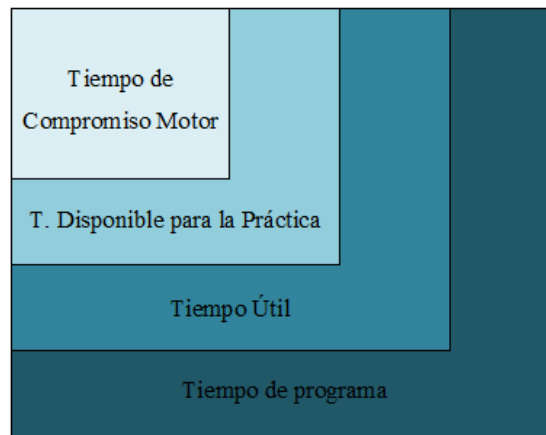 Tiempo de
Compromiso Motor
T. Disponible para la Práctica
Tiempo Útil
Tiempo de programa